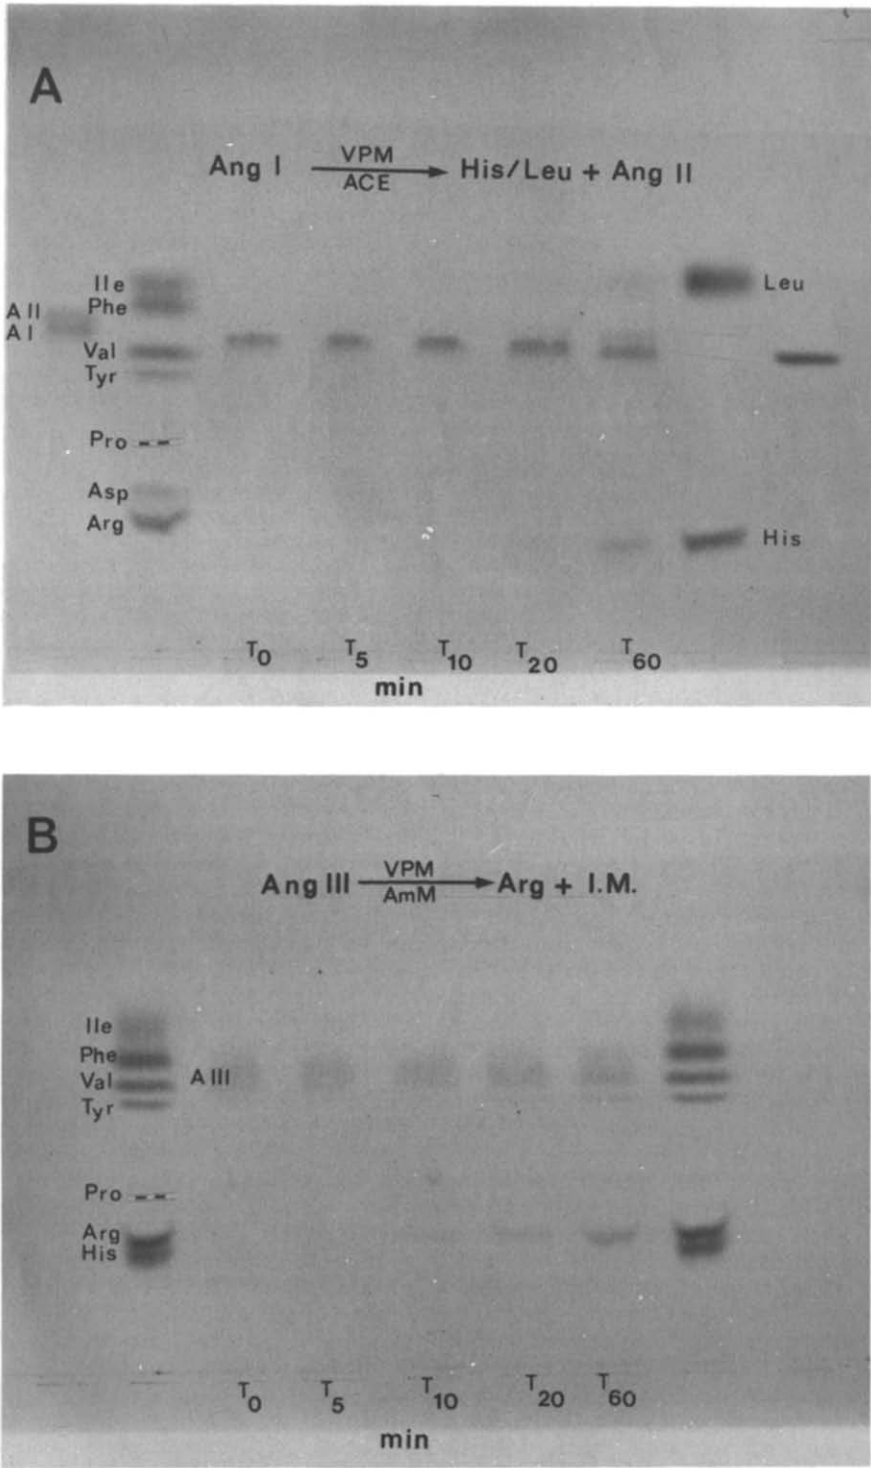 A
Ang I VPM ACE His/Leu + Ang II
Ile
Phe
A II
A I
Val
Tyr
Pro
Asp
Arg
Leu
His
T0 T5 T10 T20 T60
min
B
Ang III VPM AmM Arg + I.M.
Ile
Phe
Val
A III
Tyr
Pro
Arg
His
T0 T5 T10 T20 T60
min